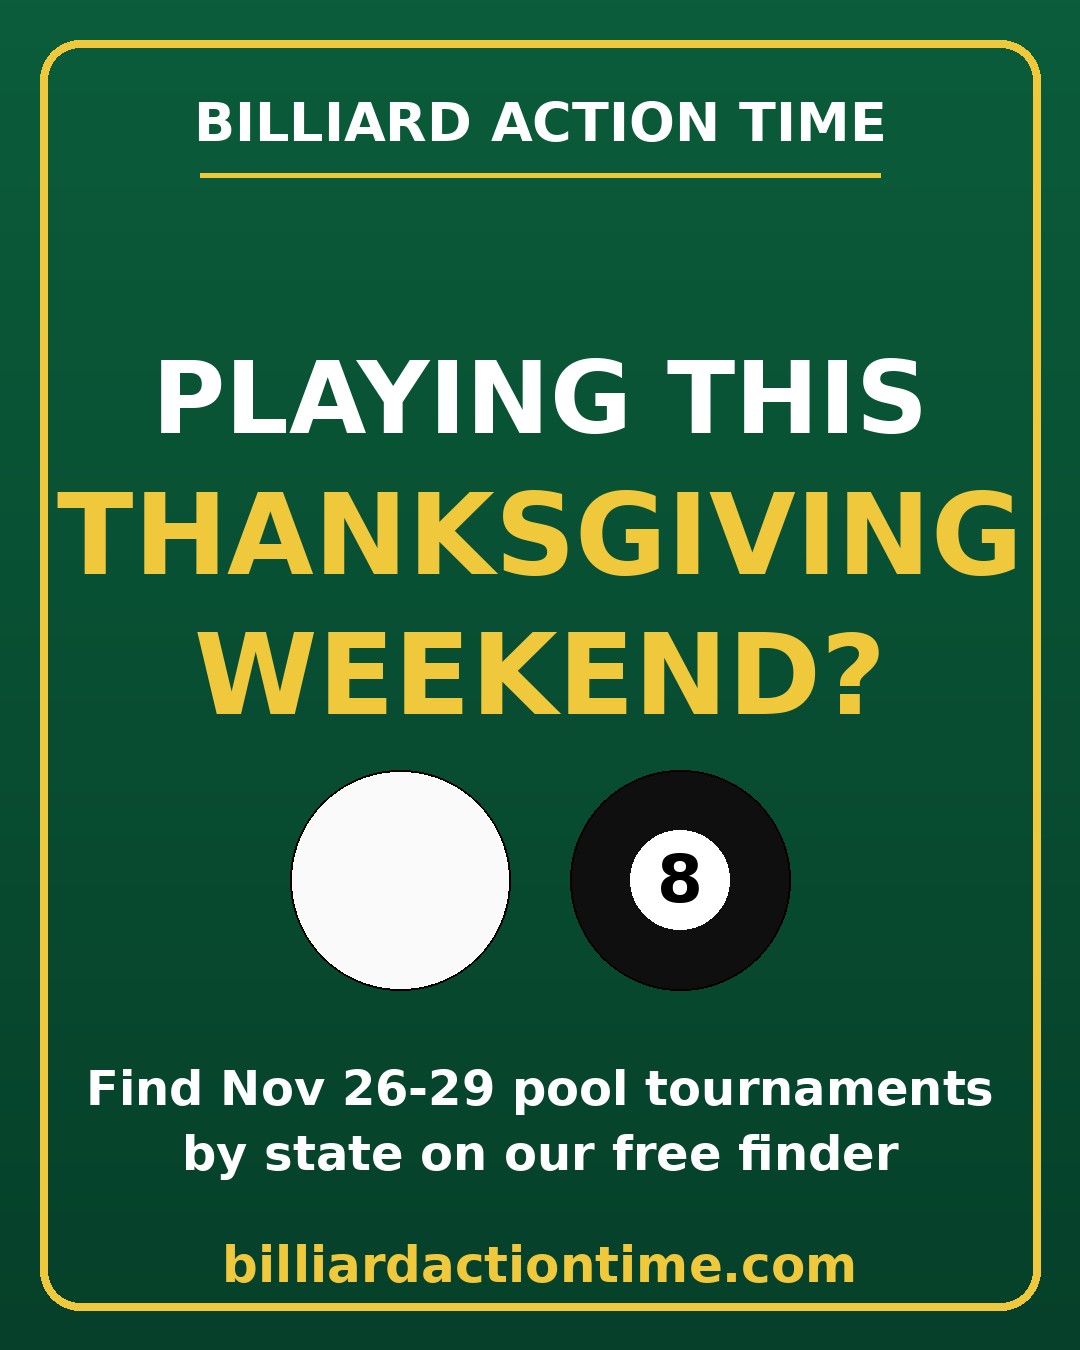 BILLIARD ACTION TIME
PLAYING THIS
THANKSGIVING
WEEKEND?
8
Find Nov 26-29 pool tournaments
by state on our free finder
billiardactiontime.com